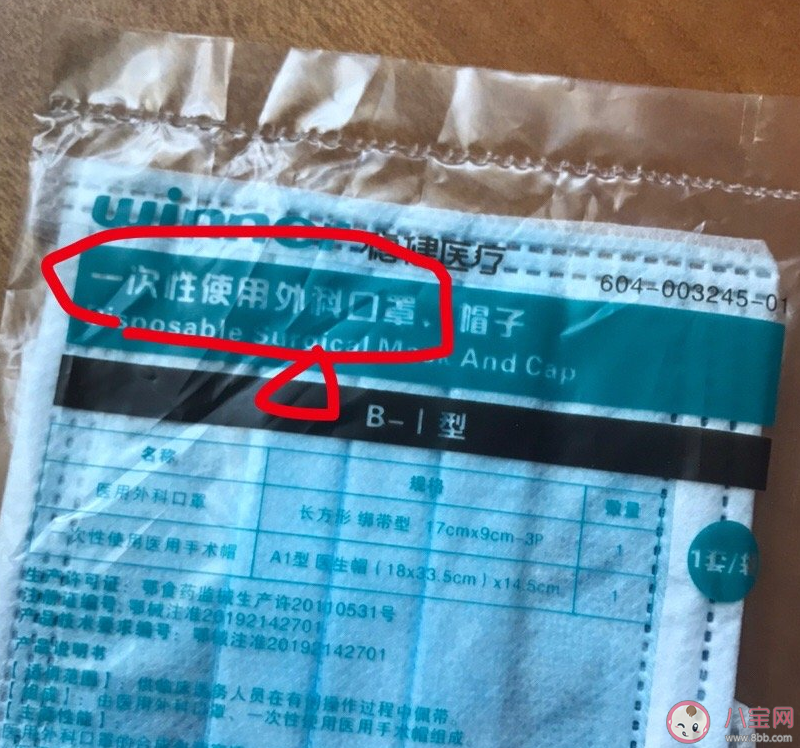 winner 稳健医疗
604-003245-01
一次性使用外科口罩、帽子
Disposable Surgical Mask And Cap
B-Ⅰ型
名称 规格 数量
医用外科口罩 长方形 绑带型 17cmx9cm-3P 1
一次性使用医用手术帽 A1型 医生帽（18x33.5cm）x14.5cm 1
1套/
生产许可证：鄂食药监械生产许20110531号
注册证编号：鄂械注准20192142701
产品技术要求编号：鄂械注准20192142701
产品说明书
【适用范围】 供临床医务人员在有创操作过程中佩带。
【组成】：由医用外科口罩、一次性使用医用手术帽组成
【主要性能】
医用外科口罩的
八宝网
www.8bb.com